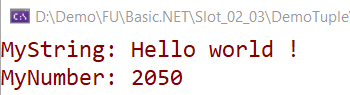 D:\Demo\FU\Basic.NET\Slot_02_03\DemoTuple
MyString: Hello world !
MyNumber: 2050